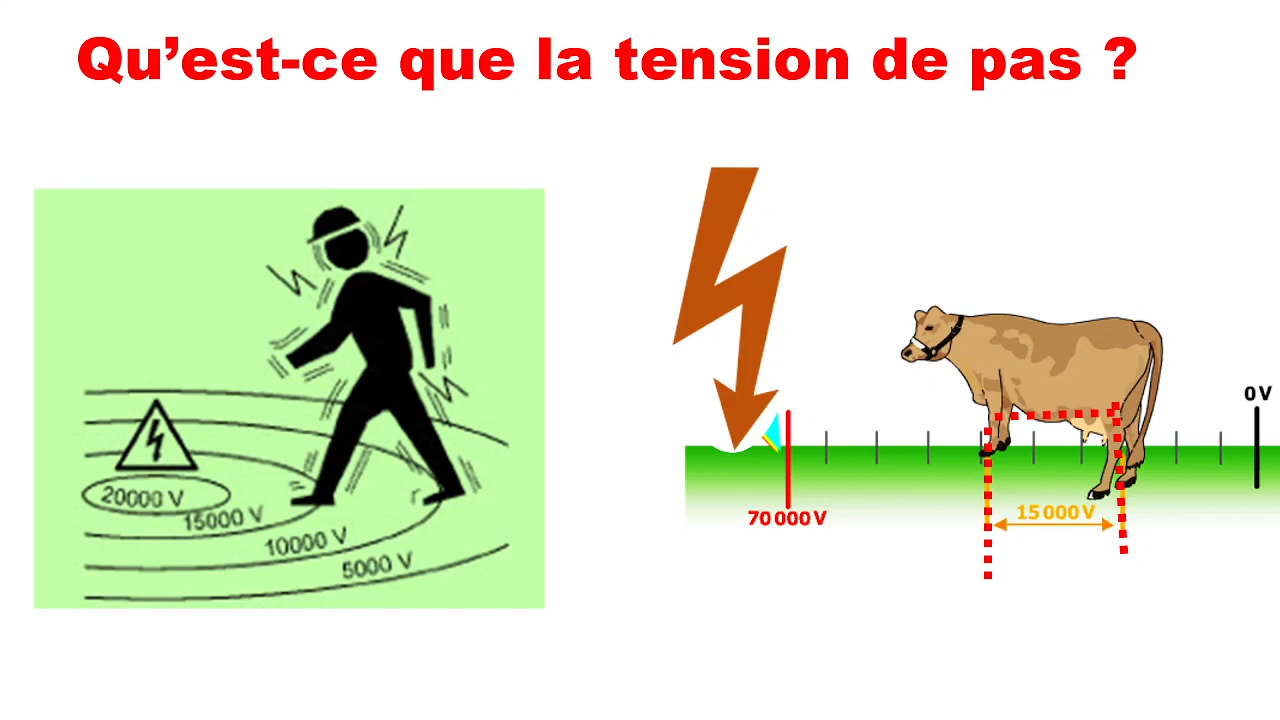 Qu’est-ce que la tension de pas ?
20000 V
15000 V
10000 V
5000 V
70 000 V
15 000 V
0 V